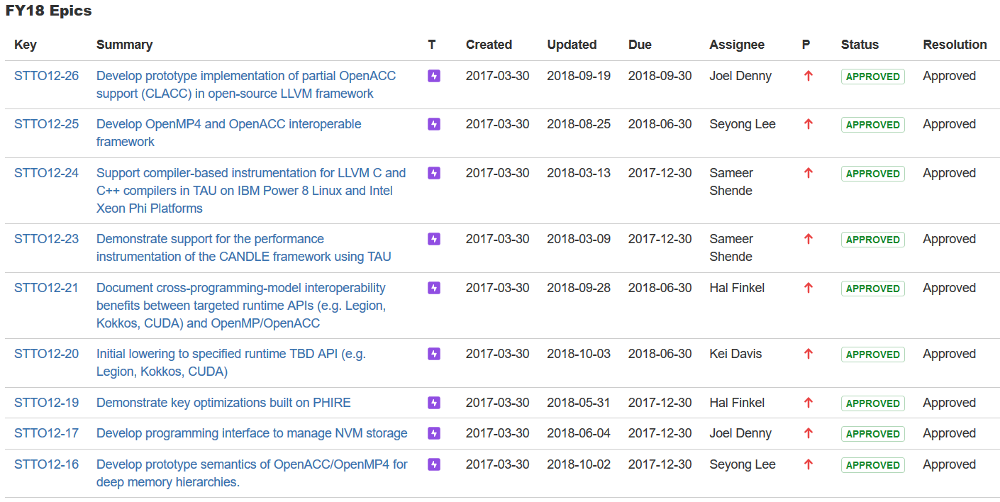 FY18 Epics
Key Summary T Created Updated Due Assignee P Status Resolution
STTO12-26 Develop prototype implementation of partial OpenACC 2017-03-30 2018-09-19 2018-09-30 Joel Denny APPROVED Approved
support (CLACC) in open-source LLVM framework
STTO12-25 Develop OpenMP4 and OpenACC interoperable 2017-03-30 2018-08-25 2018-06-30 Seyong Lee APPROVED Approved
framework
STTO12-24 Support compiler-based instrumentation for LLVM C and 2017-03-30 2018-03-13 2017-12-30 Sameer APPROVED Approved
C++ compilers in TAU on IBM Power 8 Linux and Intel Shende
Xeon Phi Platforms
STTO12-23 Demonstrate support for the performance 2017-03-30 2018-03-09 2017-12-30 Sameer APPROVED Approved
instrumentation of the CANDLE framework using TAU Shende
STTO12-21 Document cross-programming-model interoperability 2017-03-30 2018-09-28 2018-06-30 Hal Finkel APPROVED Approved
benefits between targeted runtime APIs (e.g. Legion,
Kokkos, CUDA) and OpenMP/OpenACC
STTO12-20 Initial lowering to specified runtime TBD API (e.g. 2017-03-30 2018-10-03 2018-06-30 Kei Davis APPROVED Approved
Legion, Kokkos, CUDA)
STTO12-19 Demonstrate key optimizations built on PHIRE 2017-03-30 2018-05-31 2017-12-30 Hal Finkel APPROVED Approved
STTO12-17 Develop programming interface to manage NVM storage 2017-03-30 2018-06-04 2017-12-30 Joel Denny APPROVED Approved
STTO12-16 Develop prototype semantics of OpenACC/OpenMP4 for 2017-03-30 2018-10-02 2017-12-30 Seyong Lee APPROVED Approved
deep memory hierarchies.